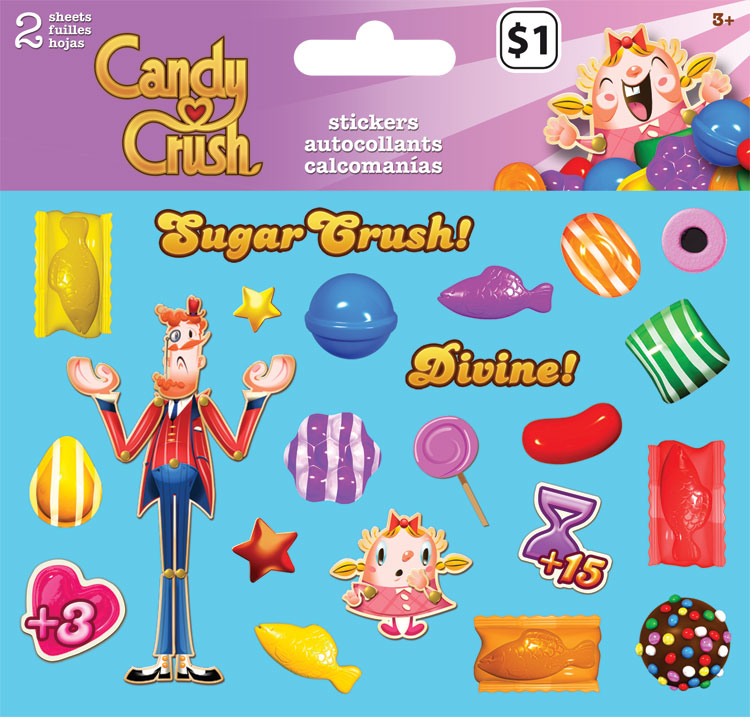 2 sheets
fuilles
hojas
Candy
Crush
stickers
autocollants
calcomanías
$1
3+
Sugar Crush!
Divine!
+15
+3